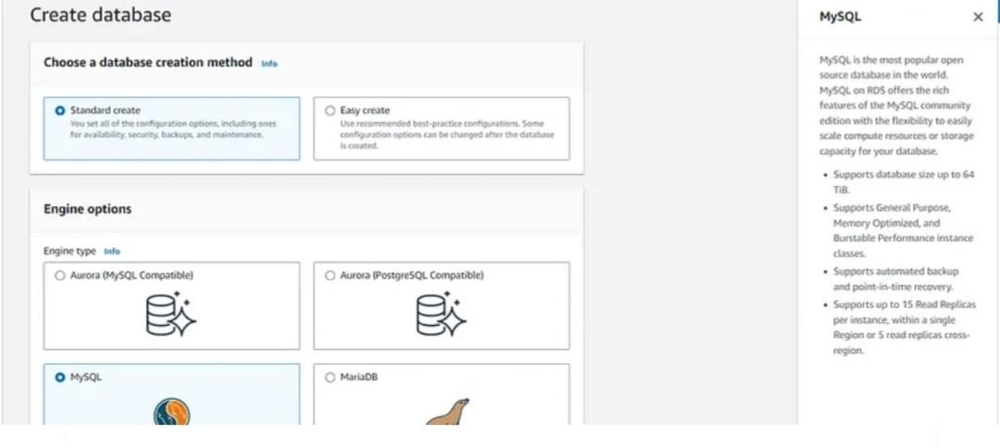 Create database
MySQL
Choose a database creation method Info
Standard create
You set all of the configuration options, including ones
for availability, security, backups, and maintenance.
Easy create
Use recommended best-practice configurations. Some
configuration options can be changed after the database
is created.
Engine options
Engine type Info
Aurora (MySQL Compatible)
Aurora (PostgreSQL Compatible)
MySQL
MariaDB
MySQL is the most popular open
source database in the world.
MySQL on RDS offers the rich
features of the MySQL community
edition with the flexibility to easily
scale compute resources or storage
capacity for your database.
• Supports database size up to 64
TiB.
• Supports General Purpose,
Memory Optimized, and
Burstable Performance instance
classes.
• Supports automated backup
and point-in-time recovery.
• Supports up to 15 Read Replicas
per instance, within a single
Region or 5 read replicas cross-
region.